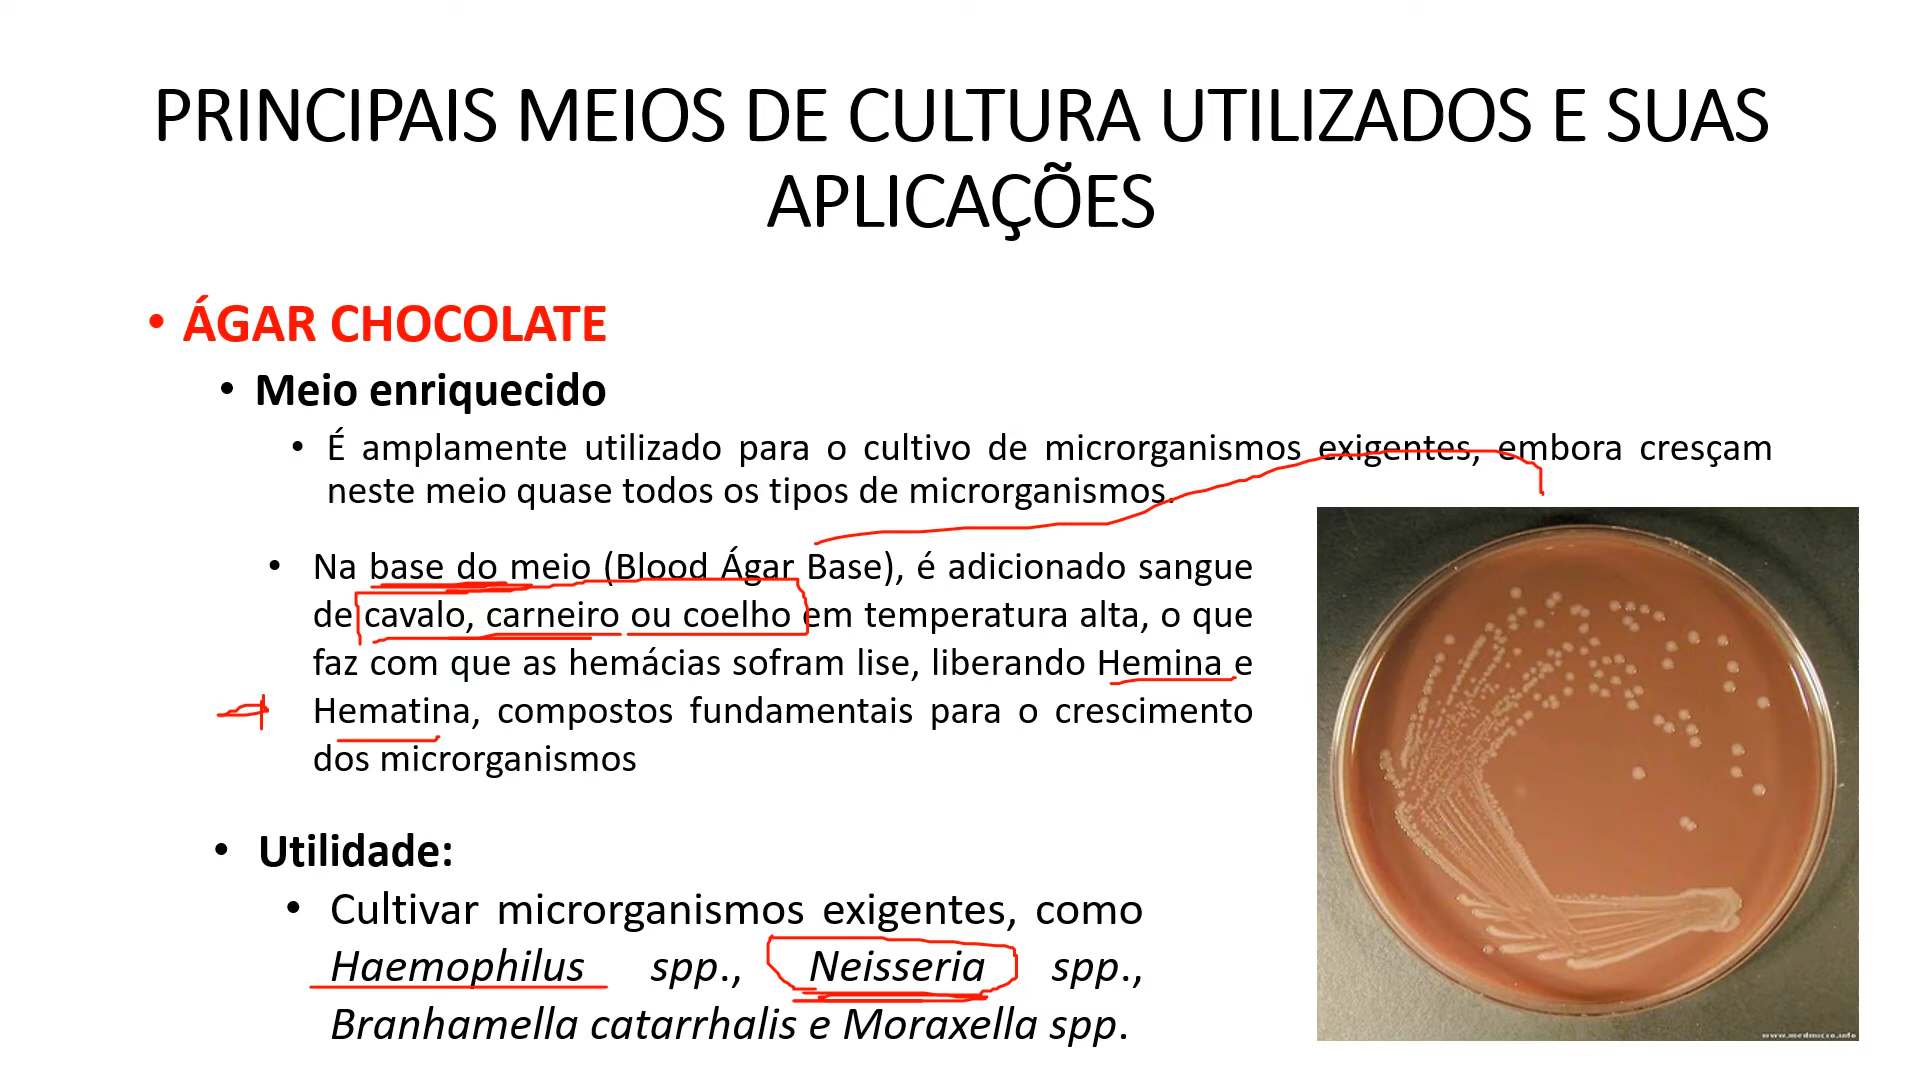 PRINCIPAIS MEIOS DE CULTURA UTILIZADOS E SUAS
APLICAÇÕES
• ÁGAR CHOCOLATE
• Meio enriquecido
• É amplamente utilizado para o cultivo de microrganismos exigentes, embora cresçam
neste meio quase todos os tipos de microrganismos.
• Na base do meio (Blood Ágar Base), é adicionado sangue
de cavalo, carneiro ou coelho em temperatura alta, o que
faz com que as hemácias sofram lise, liberando Hemina e
Hematina, compostos fundamentais para o crescimento
dos microrganismos
• Utilidade:
• Cultivar microrganismos exigentes, como
Haemophilus spp., Neisseria spp.,
Branhamella catarrhalis e Moraxella spp.
www.medmicro.info